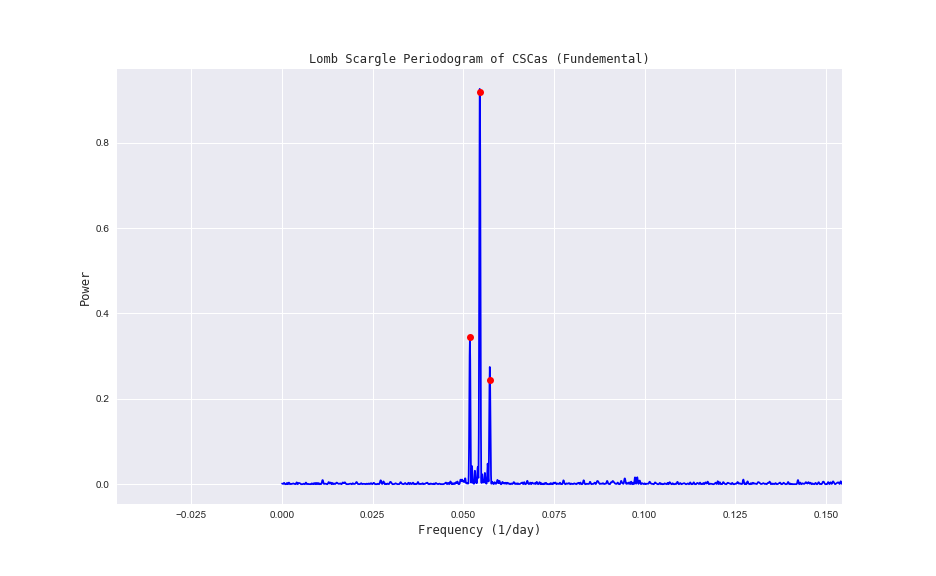 Lomb Scargle Periodogram of CSCas (Fundemental)
0.8
0.6
0.4
0.2
0.0
Power
−0.025 0.000 0.025 0.050 0.075 0.100 0.125 0.150
Frequency (1/day)